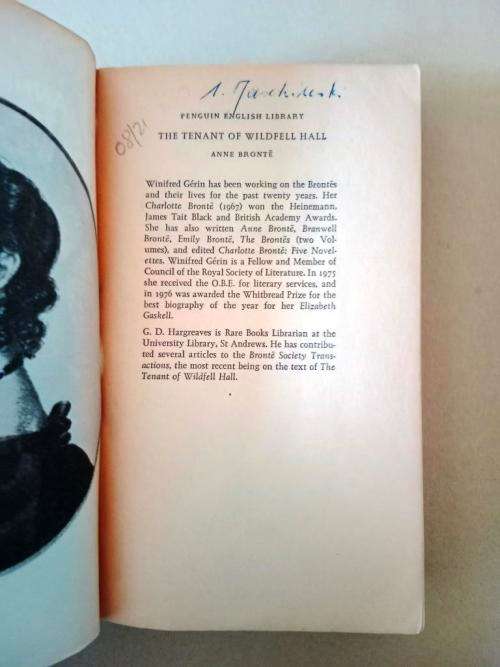 08/21
PENGUIN ENGLISH LIBRARY
THE TENANT OF WILDFELL HALL
ANNE BRONTË
Winifred Gérin has been working on the Brontës
and their lives for the past twenty years. Her
Charlotte Brontë (1967) won the Heinemann,
James Tait Black and British Academy Awards.
She has also written Anne Brontë, Branwell
Brontë, Emily Brontë, The Brontës (two Vol-
umes), and edited Charlotte Brontë: Five Novel-
ettes. Winifred Gérin is a Fellow and Member of
Council of the Royal Society of Literature. In 1975
she received the O.B.E. for literary services, and
in 1976 was awarded the Whitbread Prize for the
best biography of the year for her Elizabeth
Gaskell.
G. D. Hargreaves is Rare Books Librarian at the
University Library, St Andrews. He has contribu-
ted several articles to the Brontë Society Trans-
actions, the most recent being on the text of The
Tenant of Wildfell Hall.